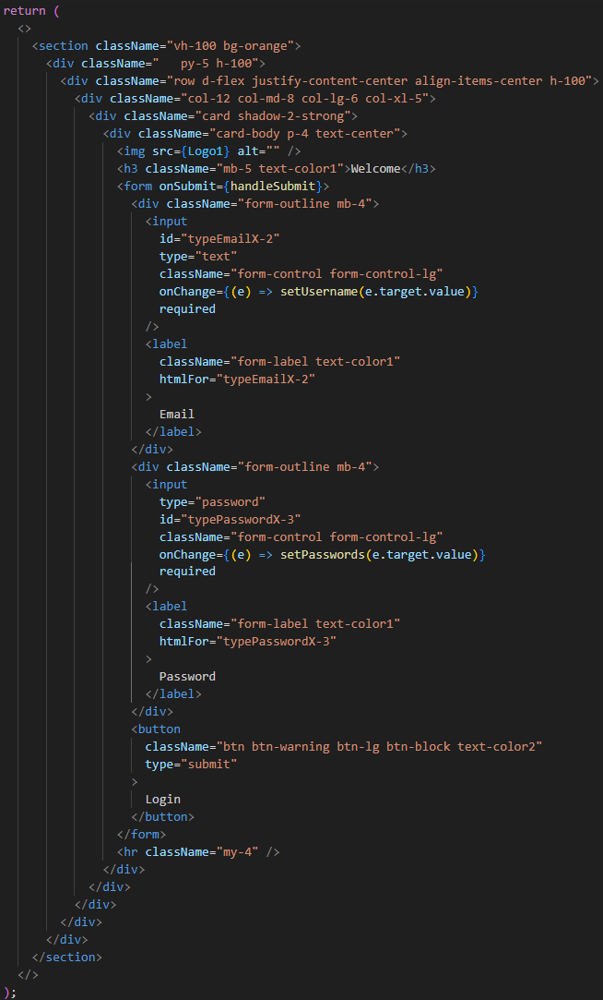 return (
  <>
    <section className="vh-100 bg-orange">
      <div className="   py-5 h-100">
        <div className="row d-flex justify-content-center align-items-center h-100">
          <div className="col-12 col-md-8 col-lg-6 col-xl-5">
            <div className="card shadow-2-strong">
              <div className="card-body p-4 text-center">
                <img src={Logo1} alt="" />
                <h3 className="mb-5 text-color1">Welcome</h3>
                <form onSubmit={handleSubmit}>
                  <div className="form-outline mb-4">
                    <input
                      id="typeEmailX-2"
                      type="text"
                      className="form-control form-control-lg"
                      onChange={(e) => setUsername(e.target.value)}
                      required
                    />
                    <label
                      className="form-label text-color1"
                      htmlFor="typeEmailX-2"
                    >
                      Email
                    </label>
                  </div>
                  <div className="form-outline mb-4">
                    <input
                      type="password"
                      id="typePasswordX-3"
                      className="form-control form-control-lg"
                      onChange={(e) => setPasswords(e.target.value)}
                      required
                    />
                    <label
                      className="form-label text-color1"
                      htmlFor="typePasswordX-3"
                    >
                      Password
                    </label>
                  </div>
                  <button
                    className="btn btn-warning btn-lg btn-block text-color2"
                    type="submit"
                  >
                    Login
                  </button>
                </form>
                <hr className="my-4" />
              </div>
            </div>
          </div>
        </div>
      </div>
    </section>
  </>
);